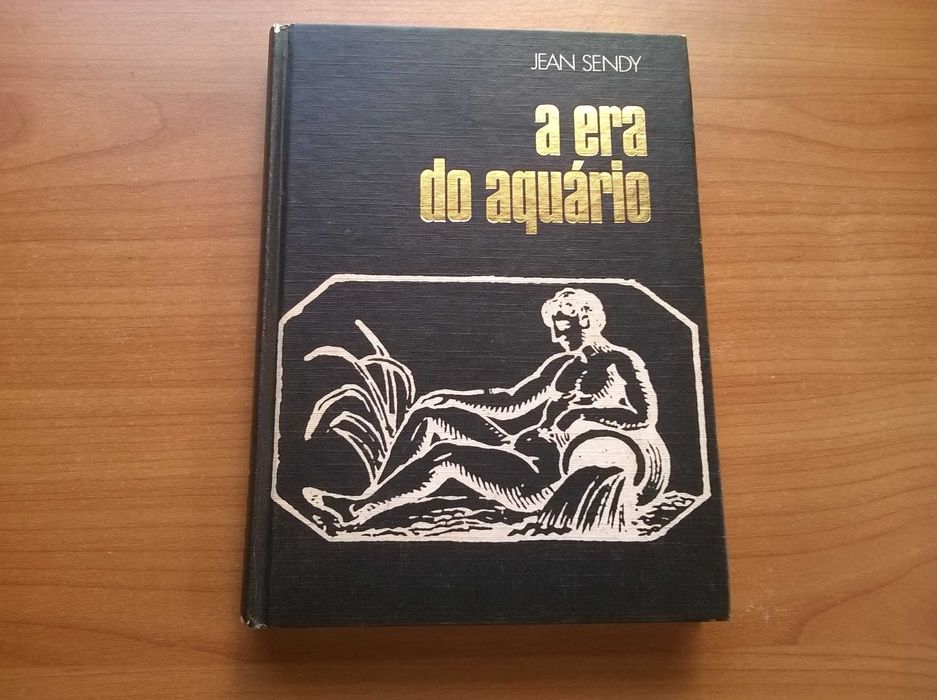 JEAN SENDY
a era
do aquário